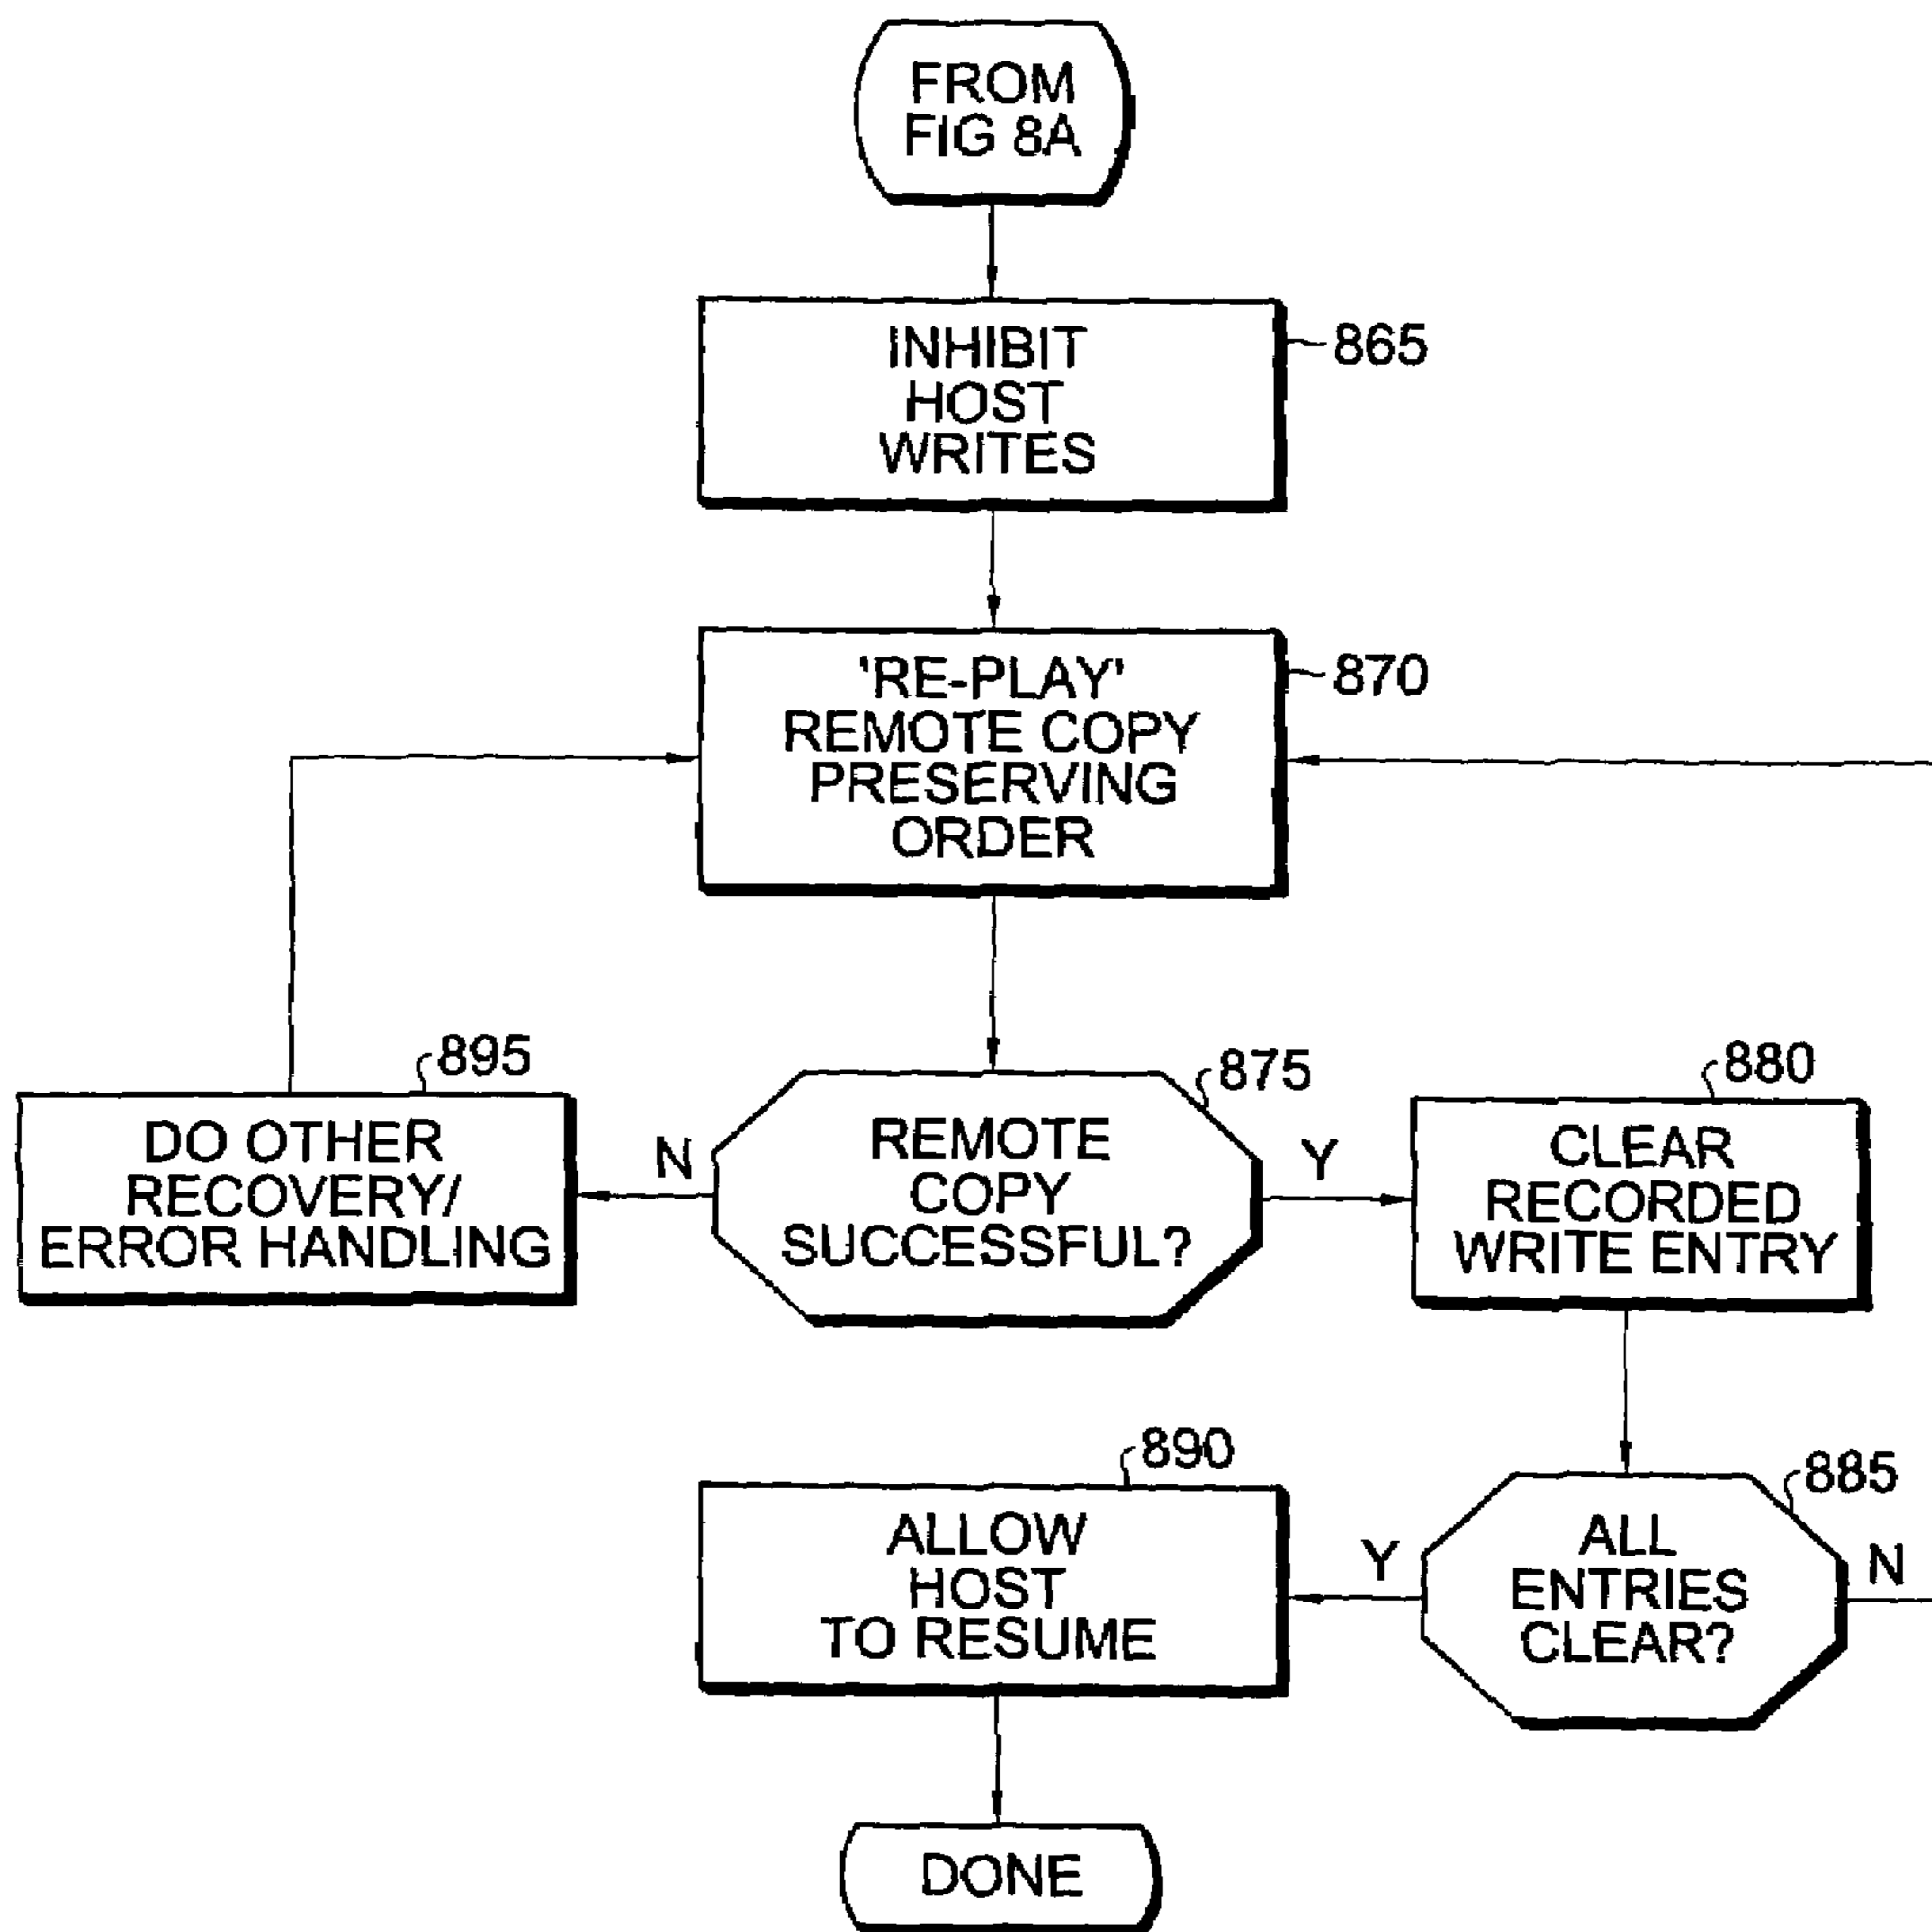 FROM
FIG 8A
INHIBIT
HOST
WRITES
865
'RE-PLAY'
REMOTE COPY
PRESERVING
ORDER
870
895
DO OTHER
RECOVERY/
ERROR HANDLING
N
875
REMOTE
COPY
SUCCESSFUL?
Y
880
CLEAR
RECORDED
WRITE ENTRY
890
ALLOW
HOST
TO RESUME
Y
885
ALL
ENTRIES
CLEAR?
N
DONE